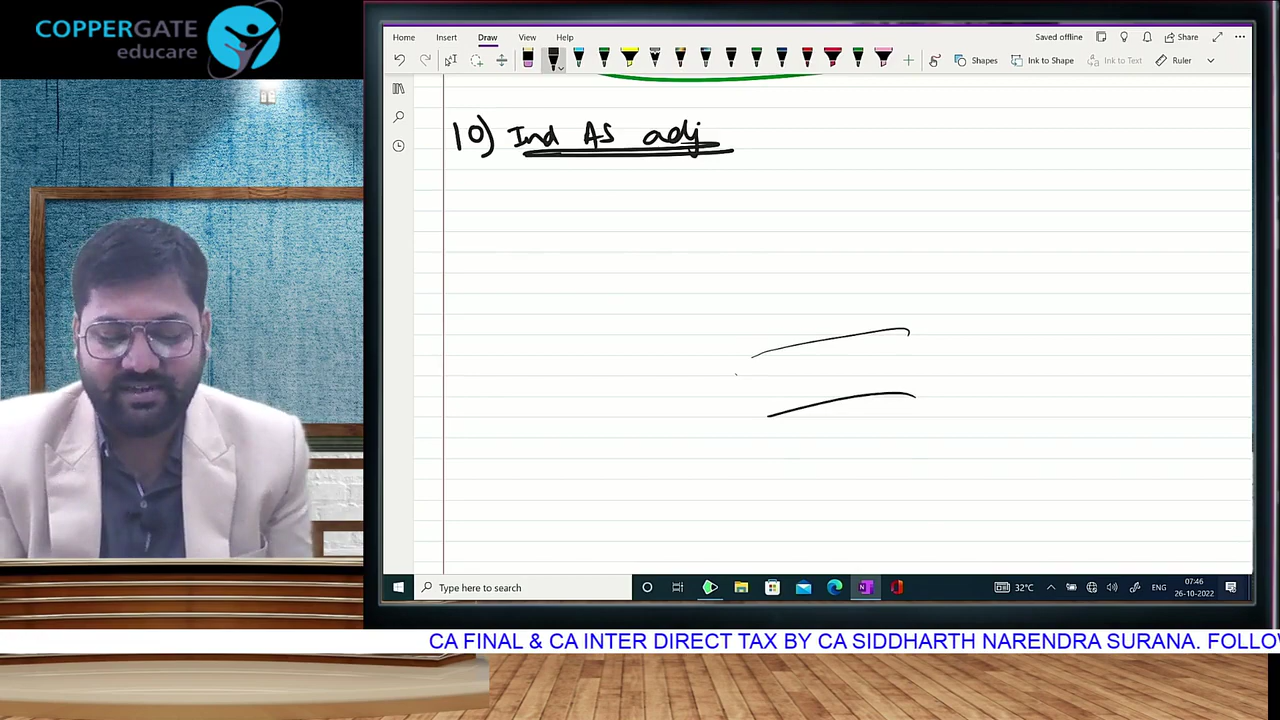 COPPERGATE
educare
Home Insert Draw View Help
Saved offline
Share
Shapes
Ink to Shape
Ink to Text
Ruler
10) Ind AS adj
Type here to search
32°C
ENG
07:46
26-10-2022
CA FINAL & CA INTER DIRECT TAX BY CA SIDDHARTH NARENDRA SURANA. FOLLO